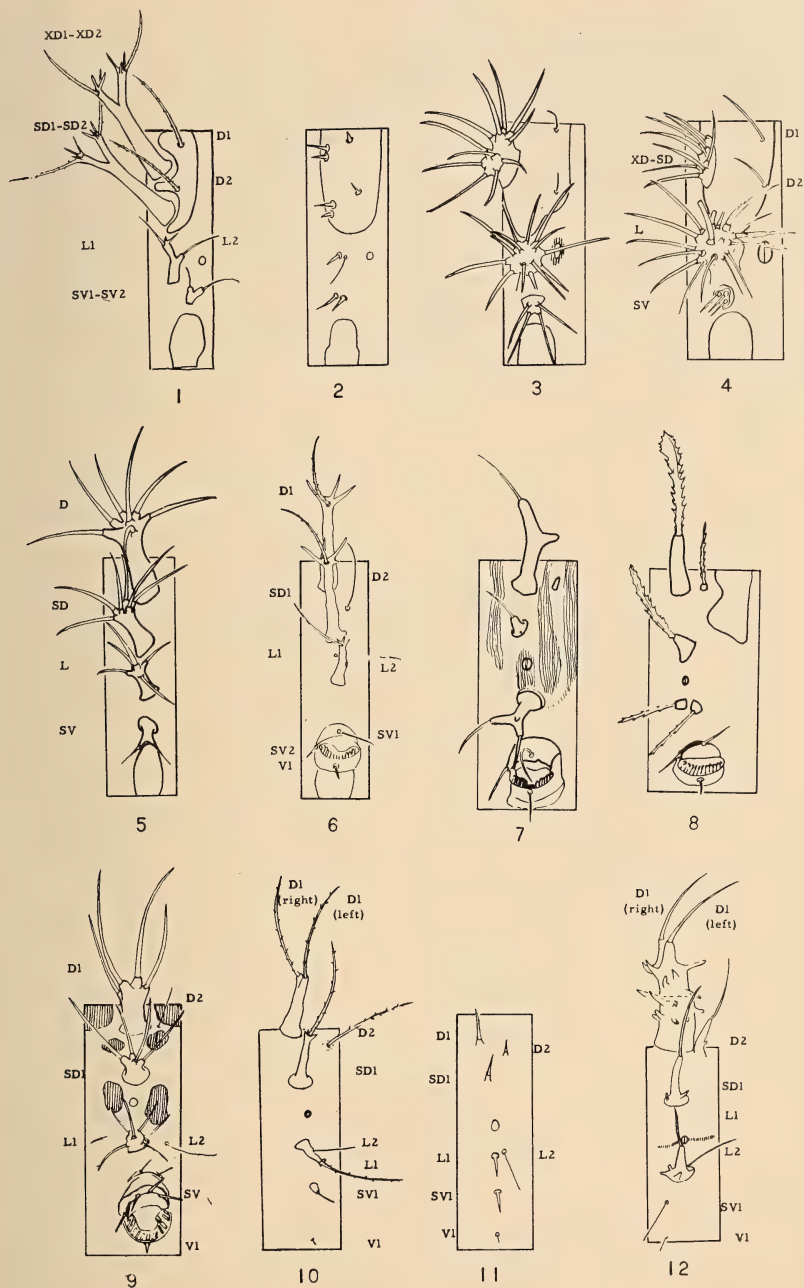 XD1-XD2
SD1-SD2
D1
D2
L1
L2
SV1-SV2
1
2
3
XD-SD
D1
D2
L
SV
4
D
SD
L
SV
5
D1
D2
SD1
L1
L2
SV1
SV2
V1
6
7
8
D1
D2
SD1
L1
L2
SV
V1
9
D1
(right)
D1
(left)
D2
SD1
L2
L1
SV1
V1
10
D1
D2
SD1
L1
L2
SV1
V1
11
D1
(right)
D1
(left)
D2
SD1
L1
L2
SV1
V1
12